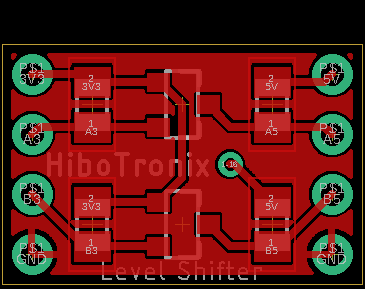 P$1
3V3
2
3V3
2
5V
P$1
5V
P$1
A3
1
A3
1
A5
P$1
A5
HiboTronix
1-16
P$1
B3
2
3V3
2
5V
P$1
B5
1
B3
1
B5
P$1
GND
P$1
GND
Level Shifter